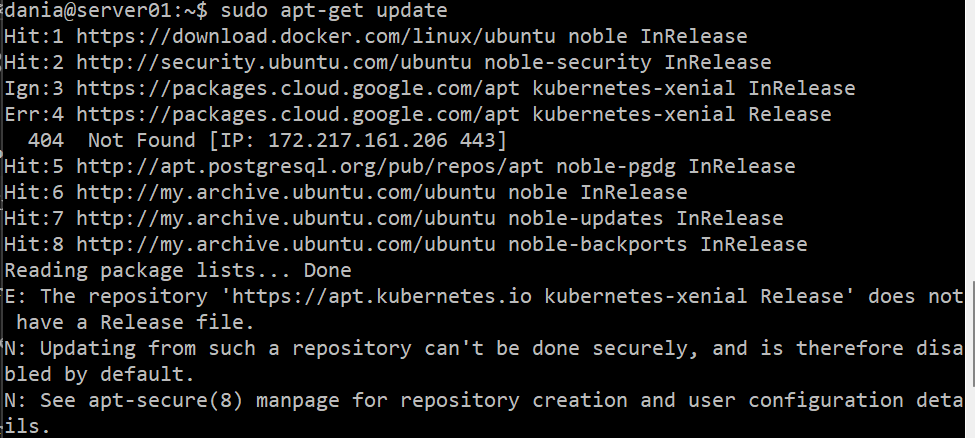 dania@server01:~$ sudo apt-get update
Hit:1 https://download.docker.com/linux/ubuntu noble InRelease
Hit:2 http://security.ubuntu.com/ubuntu noble-security InRelease
Ign:3 https://packages.cloud.google.com/apt kubernetes-xenial InRelease
Err:4 https://packages.cloud.google.com/apt kubernetes-xenial Release
  404  Not Found [IP: 172.217.161.206 443]
Hit:5 http://apt.postgresql.org/pub/repos/apt noble-pgdg InRelease
Hit:6 http://my.archive.ubuntu.com/ubuntu noble InRelease
Hit:7 http://my.archive.ubuntu.com/ubuntu noble-updates InRelease
Hit:8 http://my.archive.ubuntu.com/ubuntu noble-backports InRelease
Reading package lists... Done
E: The repository 'https://apt.kubernetes.io kubernetes-xenial Release' does not
 have a Release file.
N: Updating from such a repository can't be done securely, and is therefore disa
bled by default.
N: See apt-secure(8) manpage for repository creation and user configuration deta
ils.